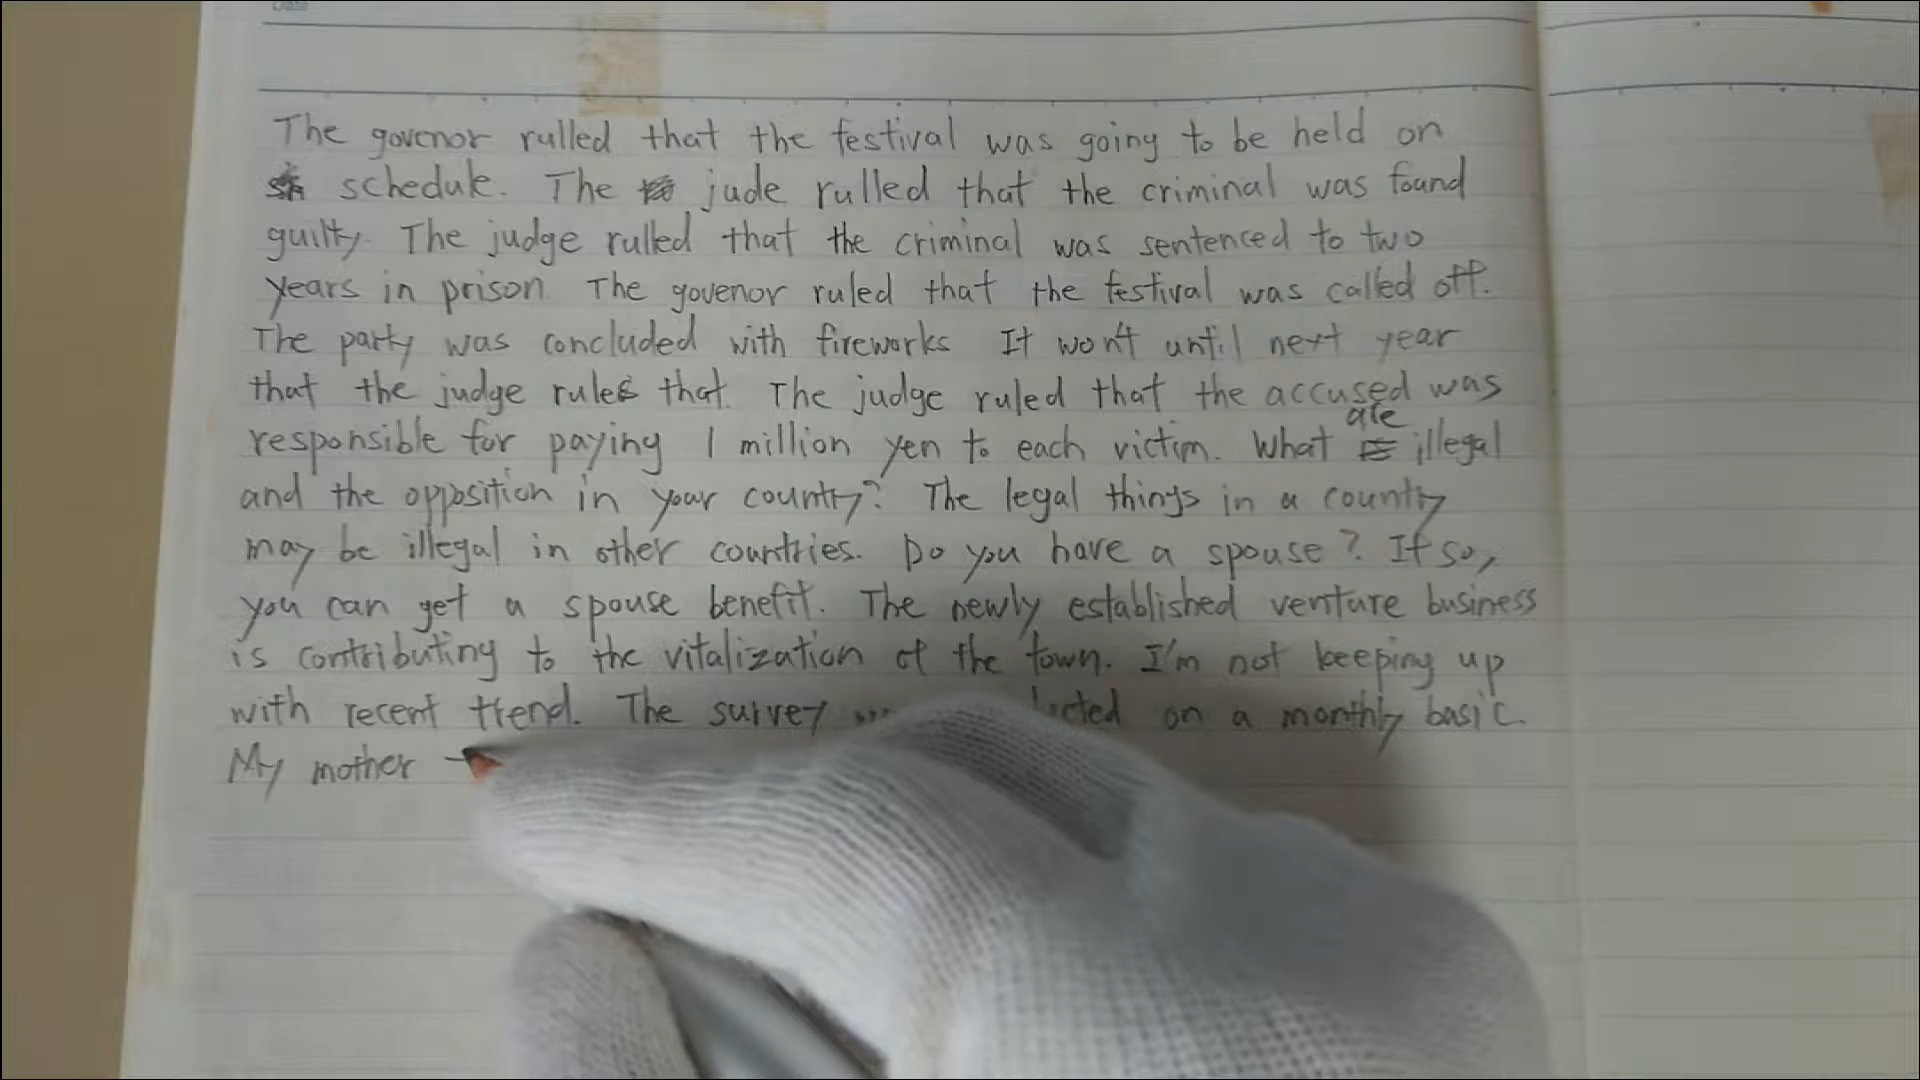 Date
The govenor rulled that the festival was going to be held on
schedule. The jude rulled that the criminal was found
guilty. The judge rulled that the criminal was sentenced to two
years in prison. The govenor ruled that the festival was called off.
The party was concluded with fireworks It won't until next year
that the judge rules that. The judge ruled that the accused was
are
responsible for paying 1 million yen to each victim. What illegal
and the opposition in your country? The legal things in a country
may be illegal in other countries. Do you have a spouse? If so,
you can get a spouse benefit. The newly established venture business
is contributing to the vitalization of the town. I'm not keeping up
with recent trend. The survey on a monthly basic.
My mother